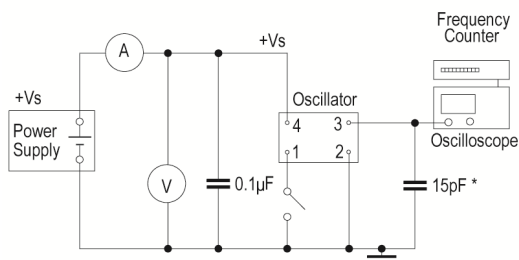 Frequency
Counter
+Vs
A
+Vs
Oscillator
Power
Supply
4
3
Oscilloscope
1
2
V
0.1µF
15pF *